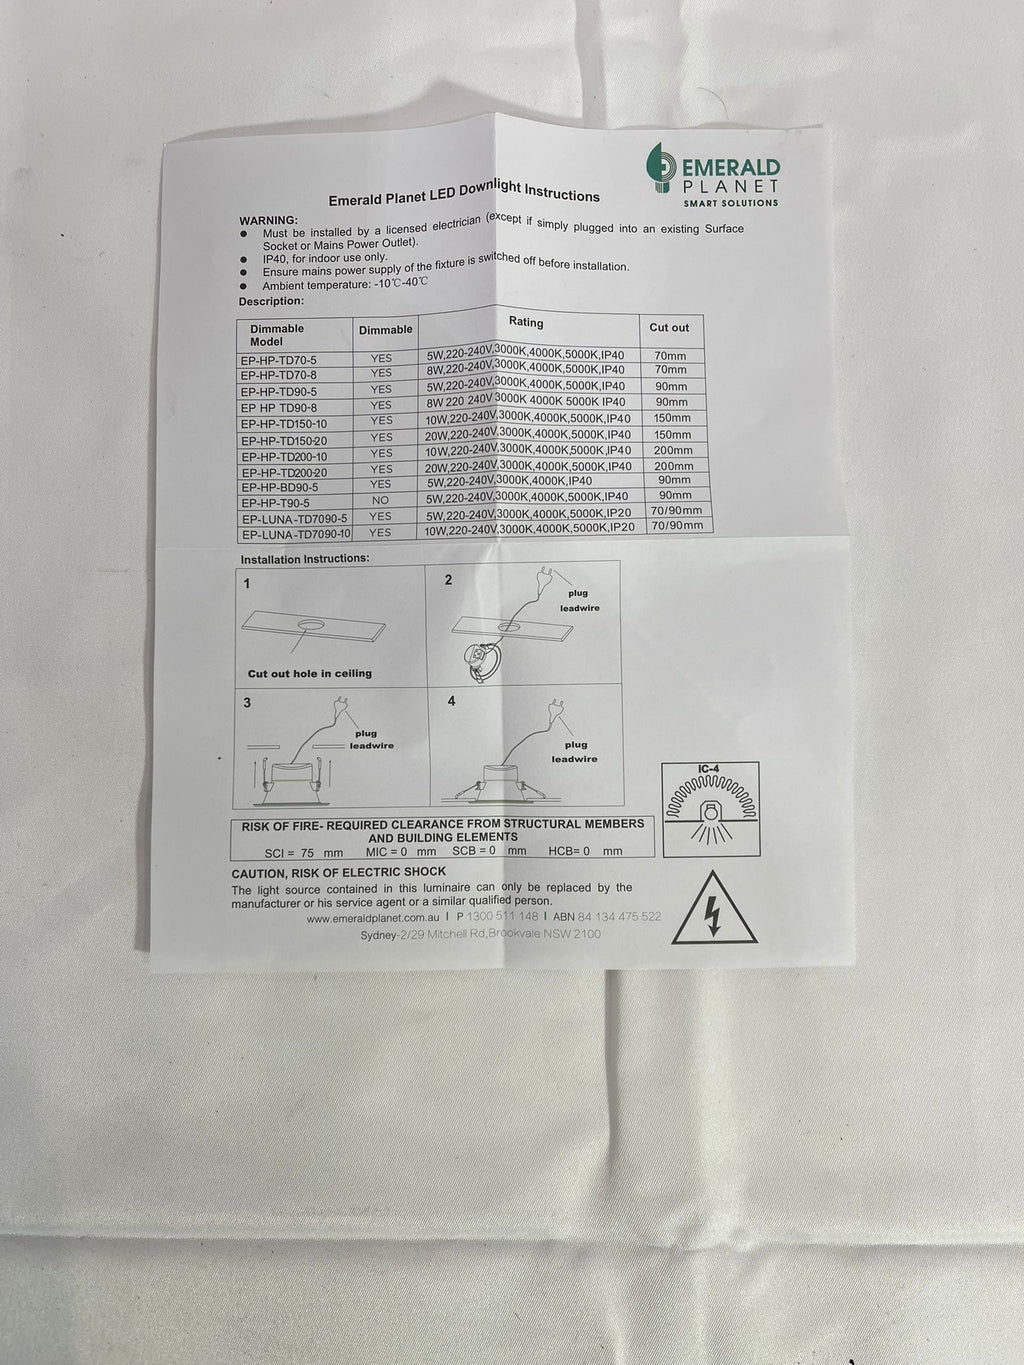 EMERALD
PLANET
SMART SOLUTIONS
Emerald Planet LED Downlight Instructions
WARNING:
● Must be installed by a licensed electrician (except if simply plugged into an existing Surface
Socket or Mains Power Outlet).
● IP40, for indoor use only.
● Ensure mains power supply of the fixture is switched off before installation.
● Ambient temperature: -10℃-40℃
Description:
Dimmable Model Dimmable Rating Cut out
EP-HP-TD70-5 YES 5W,220-240V,3000K,4000K,5000K,IP40 70mm
EP-HP-TD70-8 YES 8W,220-240V,3000K,4000K,5000K,IP40 70mm
EP-HP-TD90-5 YES 5W,220-240V,3000K,4000K,5000K,IP40 90mm
EP HP TD90-8 YES 8W 220 240V 3000K 4000K 5000K IP40 90mm
EP-HP-TD150-10 YES 10W,220-240V,3000K,4000K,5000K,IP40 150mm
EP-HP-TD150-20 YES 20W,220-240V,3000K,4000K,5000K,IP40 150mm
EP-HP-TD200-10 YES 10W,220-240V,3000K,4000K,5000K,IP40 200mm
EP-HP-TD200-20 YES 20W,220-240V,3000K,4000K,5000K,IP40 200mm
EP-HP-BD90-5 YES 5W,220-240V,3000K,4000K,IP40 90mm
EP-HP-T90-5 NO 5W,220-240V,3000K,4000K,5000K,IP40 90mm
EP-LUNA-TD7090-5 YES 5W,220-240V,3000K,4000K,5000K,IP20 70/90mm
EP-LUNA-TD7090-10 YES 10W,220-240V,3000K,4000K,5000K,IP20 70/90mm
Installation Instructions:
1
Cut out hole in ceiling
2
plug
leadwire
3
plug
leadwire
4
plug
leadwire
IC-4
RISK OF FIRE- REQUIRED CLEARANCE FROM STRUCTURAL MEMBERS
AND BUILDING ELEMENTS
SCI = 75 mm MIC = 0 mm SCB = 0 mm HCB= 0 mm
CAUTION, RISK OF ELECTRIC SHOCK
The light source contained in this luminaire can only be replaced by the
manufacturer or his service agent or a similar qualified person.
www.emeraldplanet.com.au I P 1300 511 148 I ABN 84 134 475 522
Sydney-2/29 Mitchell Rd,Brookvale NSW 2100